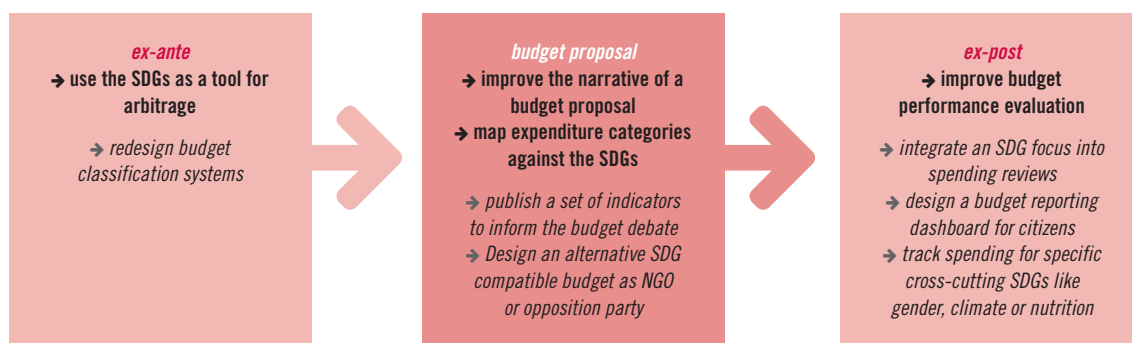 ex-ante
→ use the SDGs as a tool for
arbitrage
→ redesign budget
classification systems
budget proposal
→ improve the narrative of a
budget proposal
→ map expenditure categories
against the SDGs
→ publish a set of indicators
to inform the budget debate
→ Design an alternative SDG
compatible budget as NGO
or opposition party
ex-post
→ improve budget
performance evaluation
→ integrate an SDG focus into
spending reviews
→ design a budget reporting
dashboard for citizens
→ track spending for specific
cross-cutting SDGs like
gender, climate or nutrition